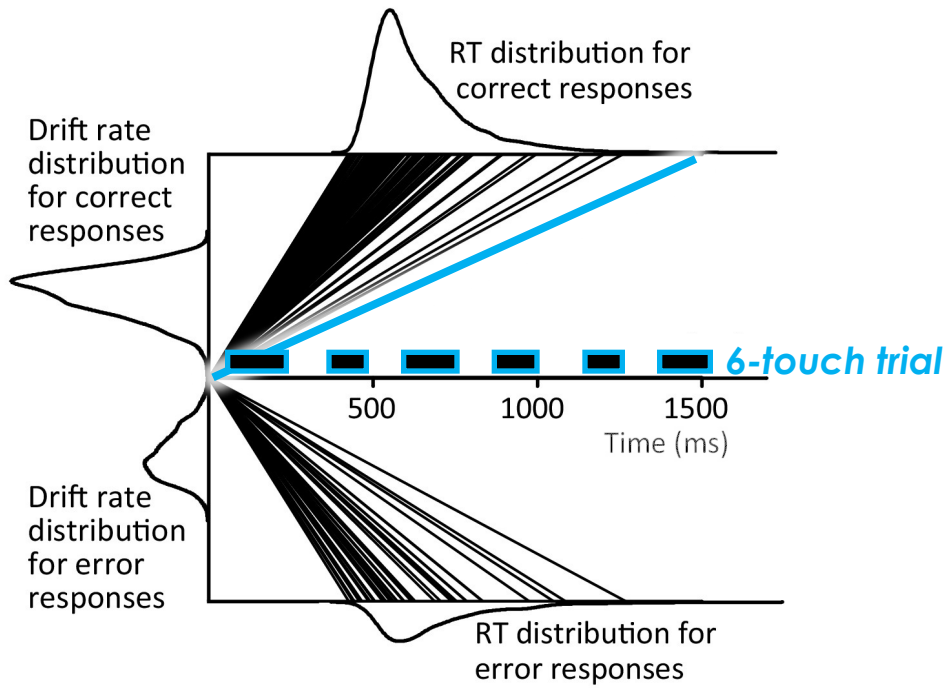 RT distribution for
correct responses
Drift rate
distribution
for correct
responses
6-touch trial
500
1000
1500
Time (ms)
Drift rate
distribution
for error
responses
RT distribution for
error responses